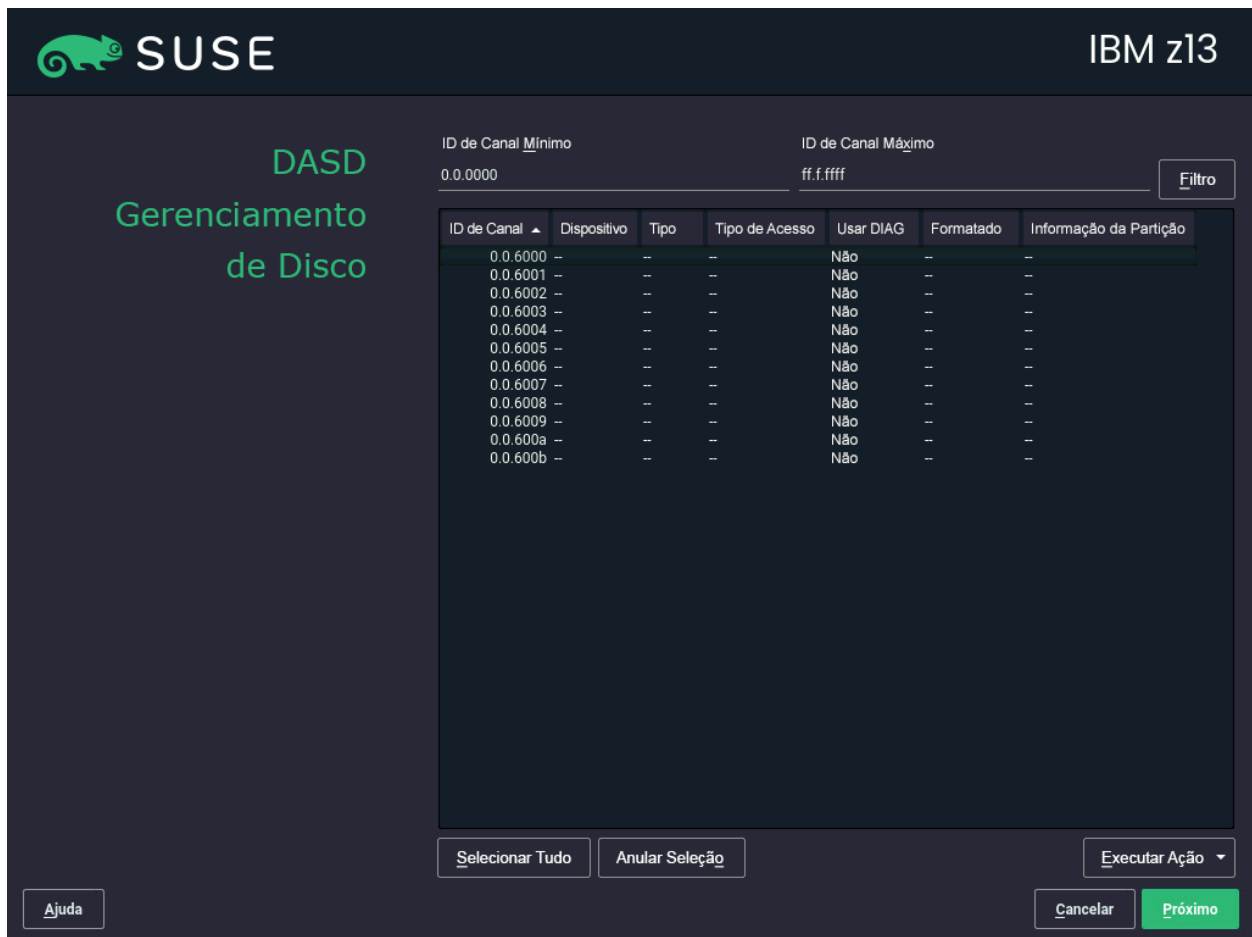 SUSE
IBM z13
DASD
Gerenciamento
de Disco
ID de Canal Mínimo ID de Canal Máximo
0.0.0000 ff.f.ffff Filtro
ID de Canal Dispositivo Tipo Tipo de Acesso Usar DIAG Formatado Informação da Partição
0.0.6000 -- -- -- Não -- --
0.0.6001 -- -- -- Não -- --
0.0.6002 -- -- -- Não -- --
0.0.6003 -- -- -- Não -- --
0.0.6004 -- -- -- Não -- --
0.0.6005 -- -- -- Não -- --
0.0.6006 -- -- -- Não -- --
0.0.6007 -- -- -- Não -- --
0.0.6008 -- -- -- Não -- --
0.0.6009 -- -- -- Não -- --
0.0.600a -- -- -- Não -- --
0.0.600b -- -- -- Não -- --
Selecionar Tudo Anular Seleção Executar Ação
Ajuda Cancelar Próximo